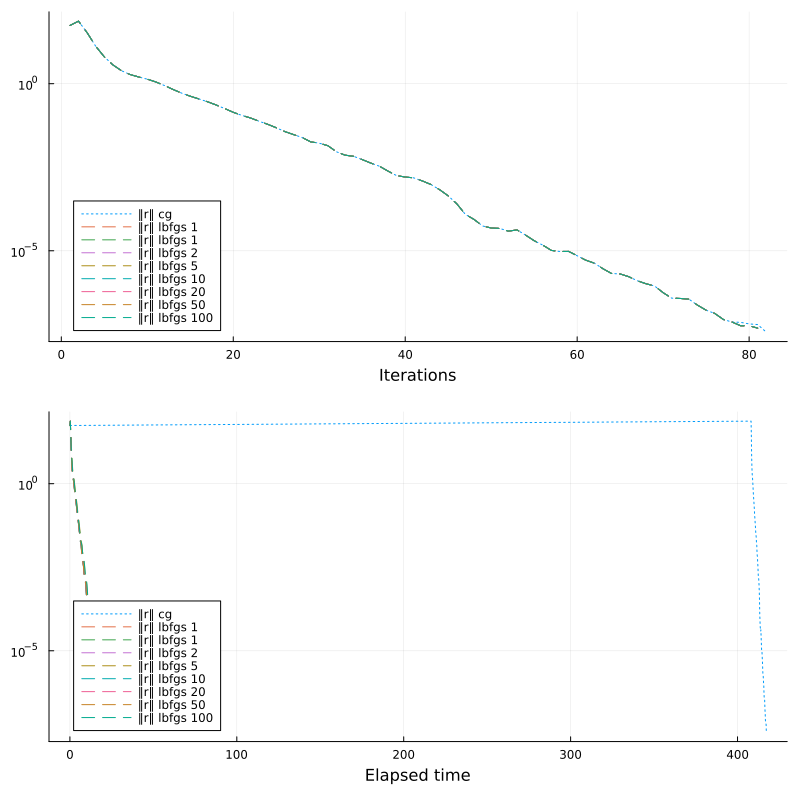 10⁰
10⁻⁵
‖r‖ cg
‖r‖ lbfgs 1
‖r‖ lbfgs 1
‖r‖ lbfgs 2
‖r‖ lbfgs 5
‖r‖ lbfgs 10
‖r‖ lbfgs 20
‖r‖ lbfgs 50
‖r‖ lbfgs 100
0 20 40 60 80
Iterations
10⁰
10⁻⁵
‖r‖ cg
‖r‖ lbfgs 1
‖r‖ lbfgs 1
‖r‖ lbfgs 2
‖r‖ lbfgs 5
‖r‖ lbfgs 10
‖r‖ lbfgs 20
‖r‖ lbfgs 50
‖r‖ lbfgs 100
0 100 200 300 400
Elapsed time